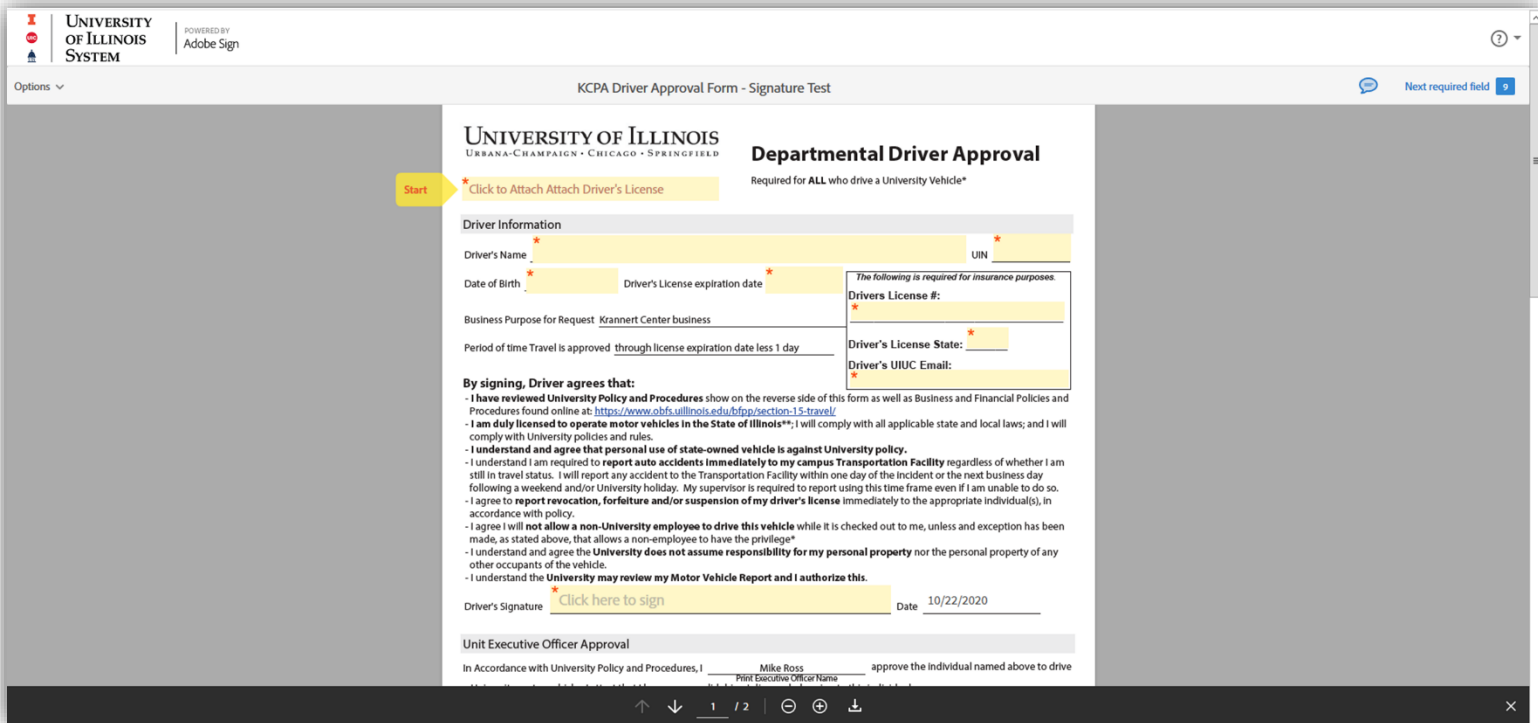 UNIVERSITY OF ILLINOIS SYSTEM
POWERED BY
Adobe Sign
Options
KCPA Driver Approval Form - Signature Test
Next required field 9
UNIVERSITY OF ILLINOIS
URBANA-CHAMPAIGN • CHICAGO • SPRINGFIELD
Departmental Driver Approval
Required for ALL who drive a University Vehicle*
Start
* Click to Attach Attach Driver's License
Driver Information
Driver's Name * UIN *
Date of Birth * Driver's License expiration date *
The following is required for insurance purposes.
Drivers License #:
*
Business Purpose for Request Krannert Center business
Driver's License State: *
Period of time Travel is approved through license expiration date less 1 day
Driver's UIUC Email:
*
By signing, Driver agrees that:
- I have reviewed University Policy and Procedures show on the reverse side of this form as well as Business and Financial Policies and
Procedures found online at: https://www.obfs.uillinois.edu/bfpp/section-15-travel/
- I am duly licensed to operate motor vehicles in the State of Illinois**; I will comply with all applicable state and local laws; and I will
comply with University policies and rules.
- I understand and agree that personal use of state-owned vehicle is against University policy.
- I understand I am required to report auto accidents immediately to my campus Transportation Facility regardless of whether I am
still in travel status. I will report any accident to the Transportation Facility within one day of the incident or the next business day
following a weekend and/or University holiday. My supervisor is required to report using this time frame even if I am unable to do so.
- I agree to report revocation, forfeiture and/or suspension of my driver's license immediately to the appropriate individual(s), in
accordance with policy.
- I agree I will not allow a non-University employee to drive this vehicle while it is checked out to me, unless and exception has been
made, as stated above, that allows a non-employee to have the privilege*
- I understand and agree the University does not assume responsibility for my personal property nor the personal property of any
other occupants of the vehicle.
- I understand the University may review my Motor Vehicle Report and I authorize this.
Driver's Signature * Click here to sign Date 10/22/2020
Unit Executive Officer Approval
In Accordance with University Policy and Procedures, I Mike Ross approve the individual named above to drive
Print Executive Officer Name
1 / 2